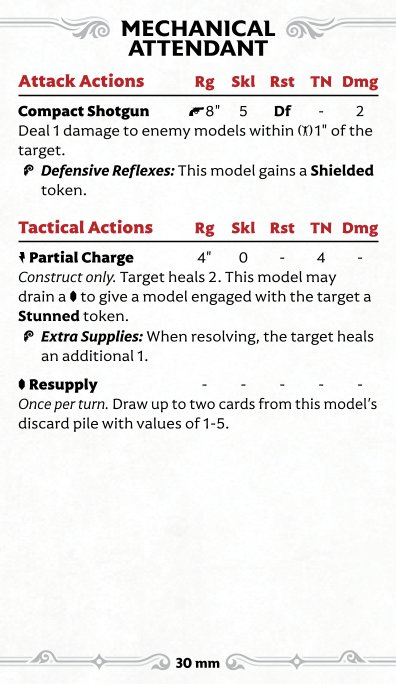 MECHANICAL
ATTENDANT
Attack Actions Rg Skl Rst TN Dmg
Compact Shotgun 8" 5 Df - 2
Deal 1 damage to enemy models within 1" of the
target.
Defensive Reflexes: This model gains a Shielded
token.
Tactical Actions Rg Skl Rst TN Dmg
Partial Charge 4" 0 - 4 -
Construct only. Target heals 2. This model may
drain a to give a model engaged with the target a
Stunned token.
Extra Supplies: When resolving, the target heals
an additional 1.
Resupply - - - - -
Once per turn. Draw up to two cards from this model's
discard pile with values of 1-5.
30 mm